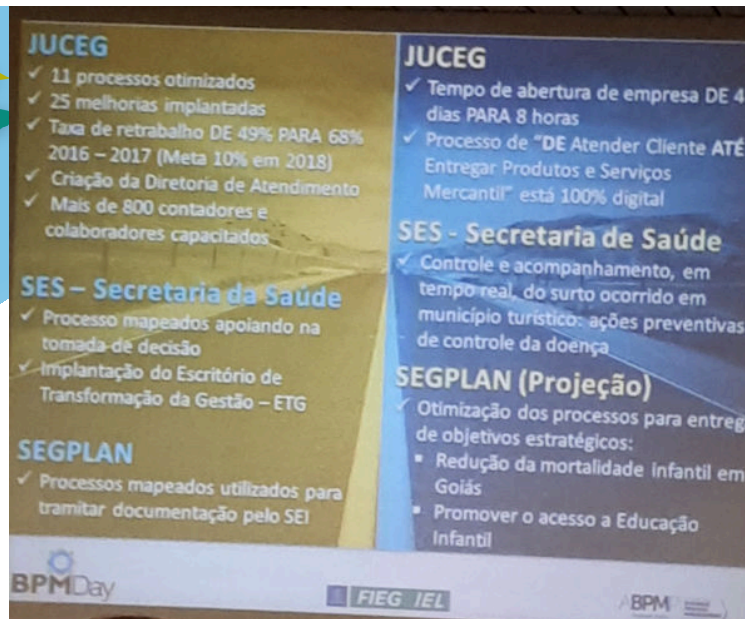 JUCEG
✓ 11 processos otimizados
✓ 25 melhorias implantadas
✓ Taxa de retrabalho DE 49% PARA 68%
2016 – 2017 (Meta 10% em 2018)
✓ Criação da Diretoria de Atendimento
✓ Mais de 800 contadores e
colaboradores capacitados
SES – Secretaria da Saúde
✓ Processo mapeados apoiando na
tomada de decisão
✓ Implantação do Escritório de
Transformação da Gestão – ETG
SEGPLAN
✓ Processos mapeados utilizados para
tramitar documentação pelo SEI
JUCEG
✓ Tempo de abertura de empresa DE 4
dias PARA 8 horas
✓ Processo de "DE Atender Cliente ATÉ
Entregar Produtos e Serviços
Mercantil" está 100% digital
SES - Secretaria de Saúde
✓ Controle e acompanhamento, em
tempo real, do surto ocorrido em
município turístico: ações preventivas
de controle da doença
SEGPLAN (Projeção)
✓ Otimização dos processos para entreg
de objetivos estratégicos:
▪ Redução da mortalidade infantil em
Goiás
▪ Promover o acesso a Educação
Infantil
BPMDay
FIEG IEL
ABPMP